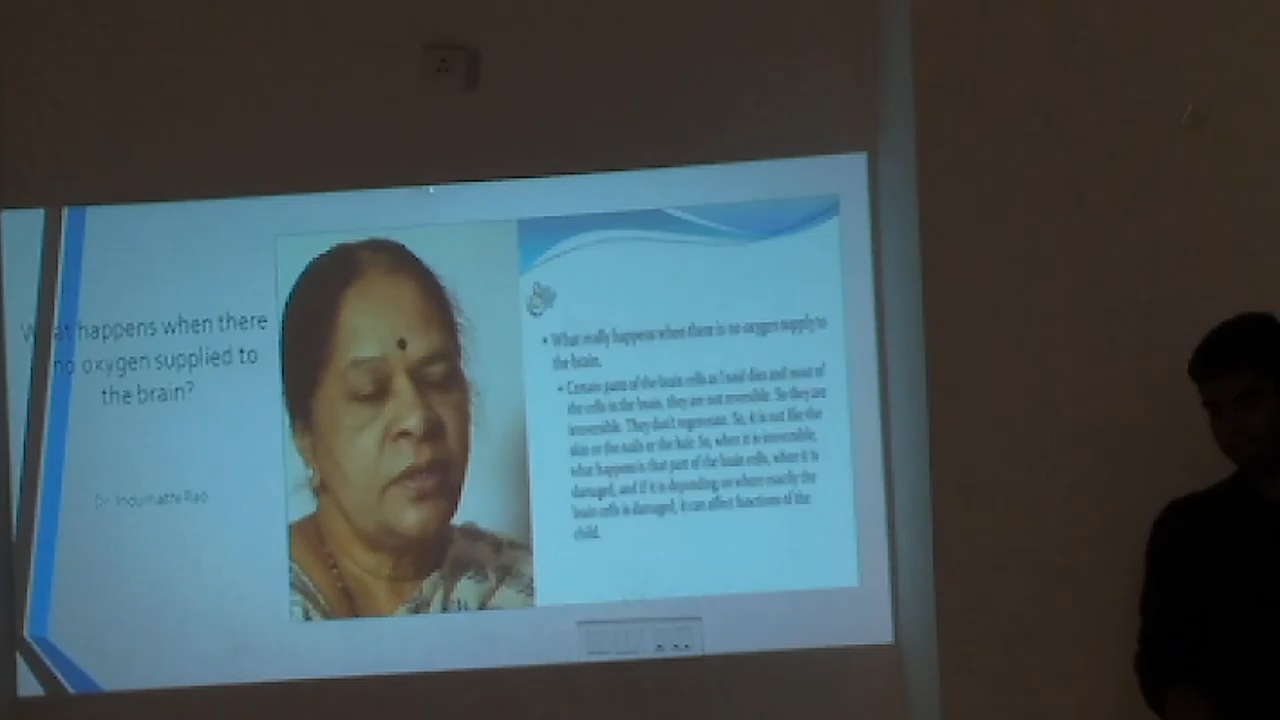 What happens when there
no oxygen supplied to
the brain?
Dr. Indumathi Rao
• What really happens when there is no oxygen supply to
the brain.
• Certain parts of the brain cells as I said dies and most of
the cells in the brain, they are not reversible. So they are
irreversible. They don't regenerate. So, it is not like the
skin or the nails or the hair. So, when it is irreversible,
what happens is that part of the brain cells, when it is
damaged, and if it is depending on where exactly the
brain cells is damaged, it can affect functions of the
child.